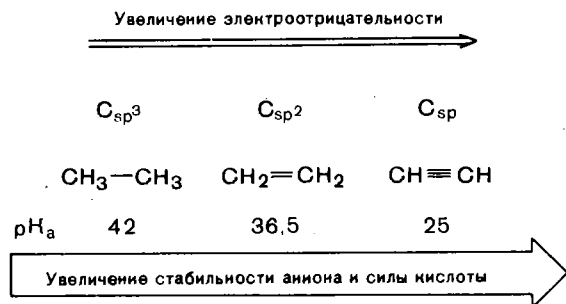 Увеличение электроотрицательности
Csp³ Csp² Csp
CH₃—CH₃ CH₂=CH₂ CH≡CH
pHa 42 36,5 25
Увеличение стабильности аниона и силы кислоты